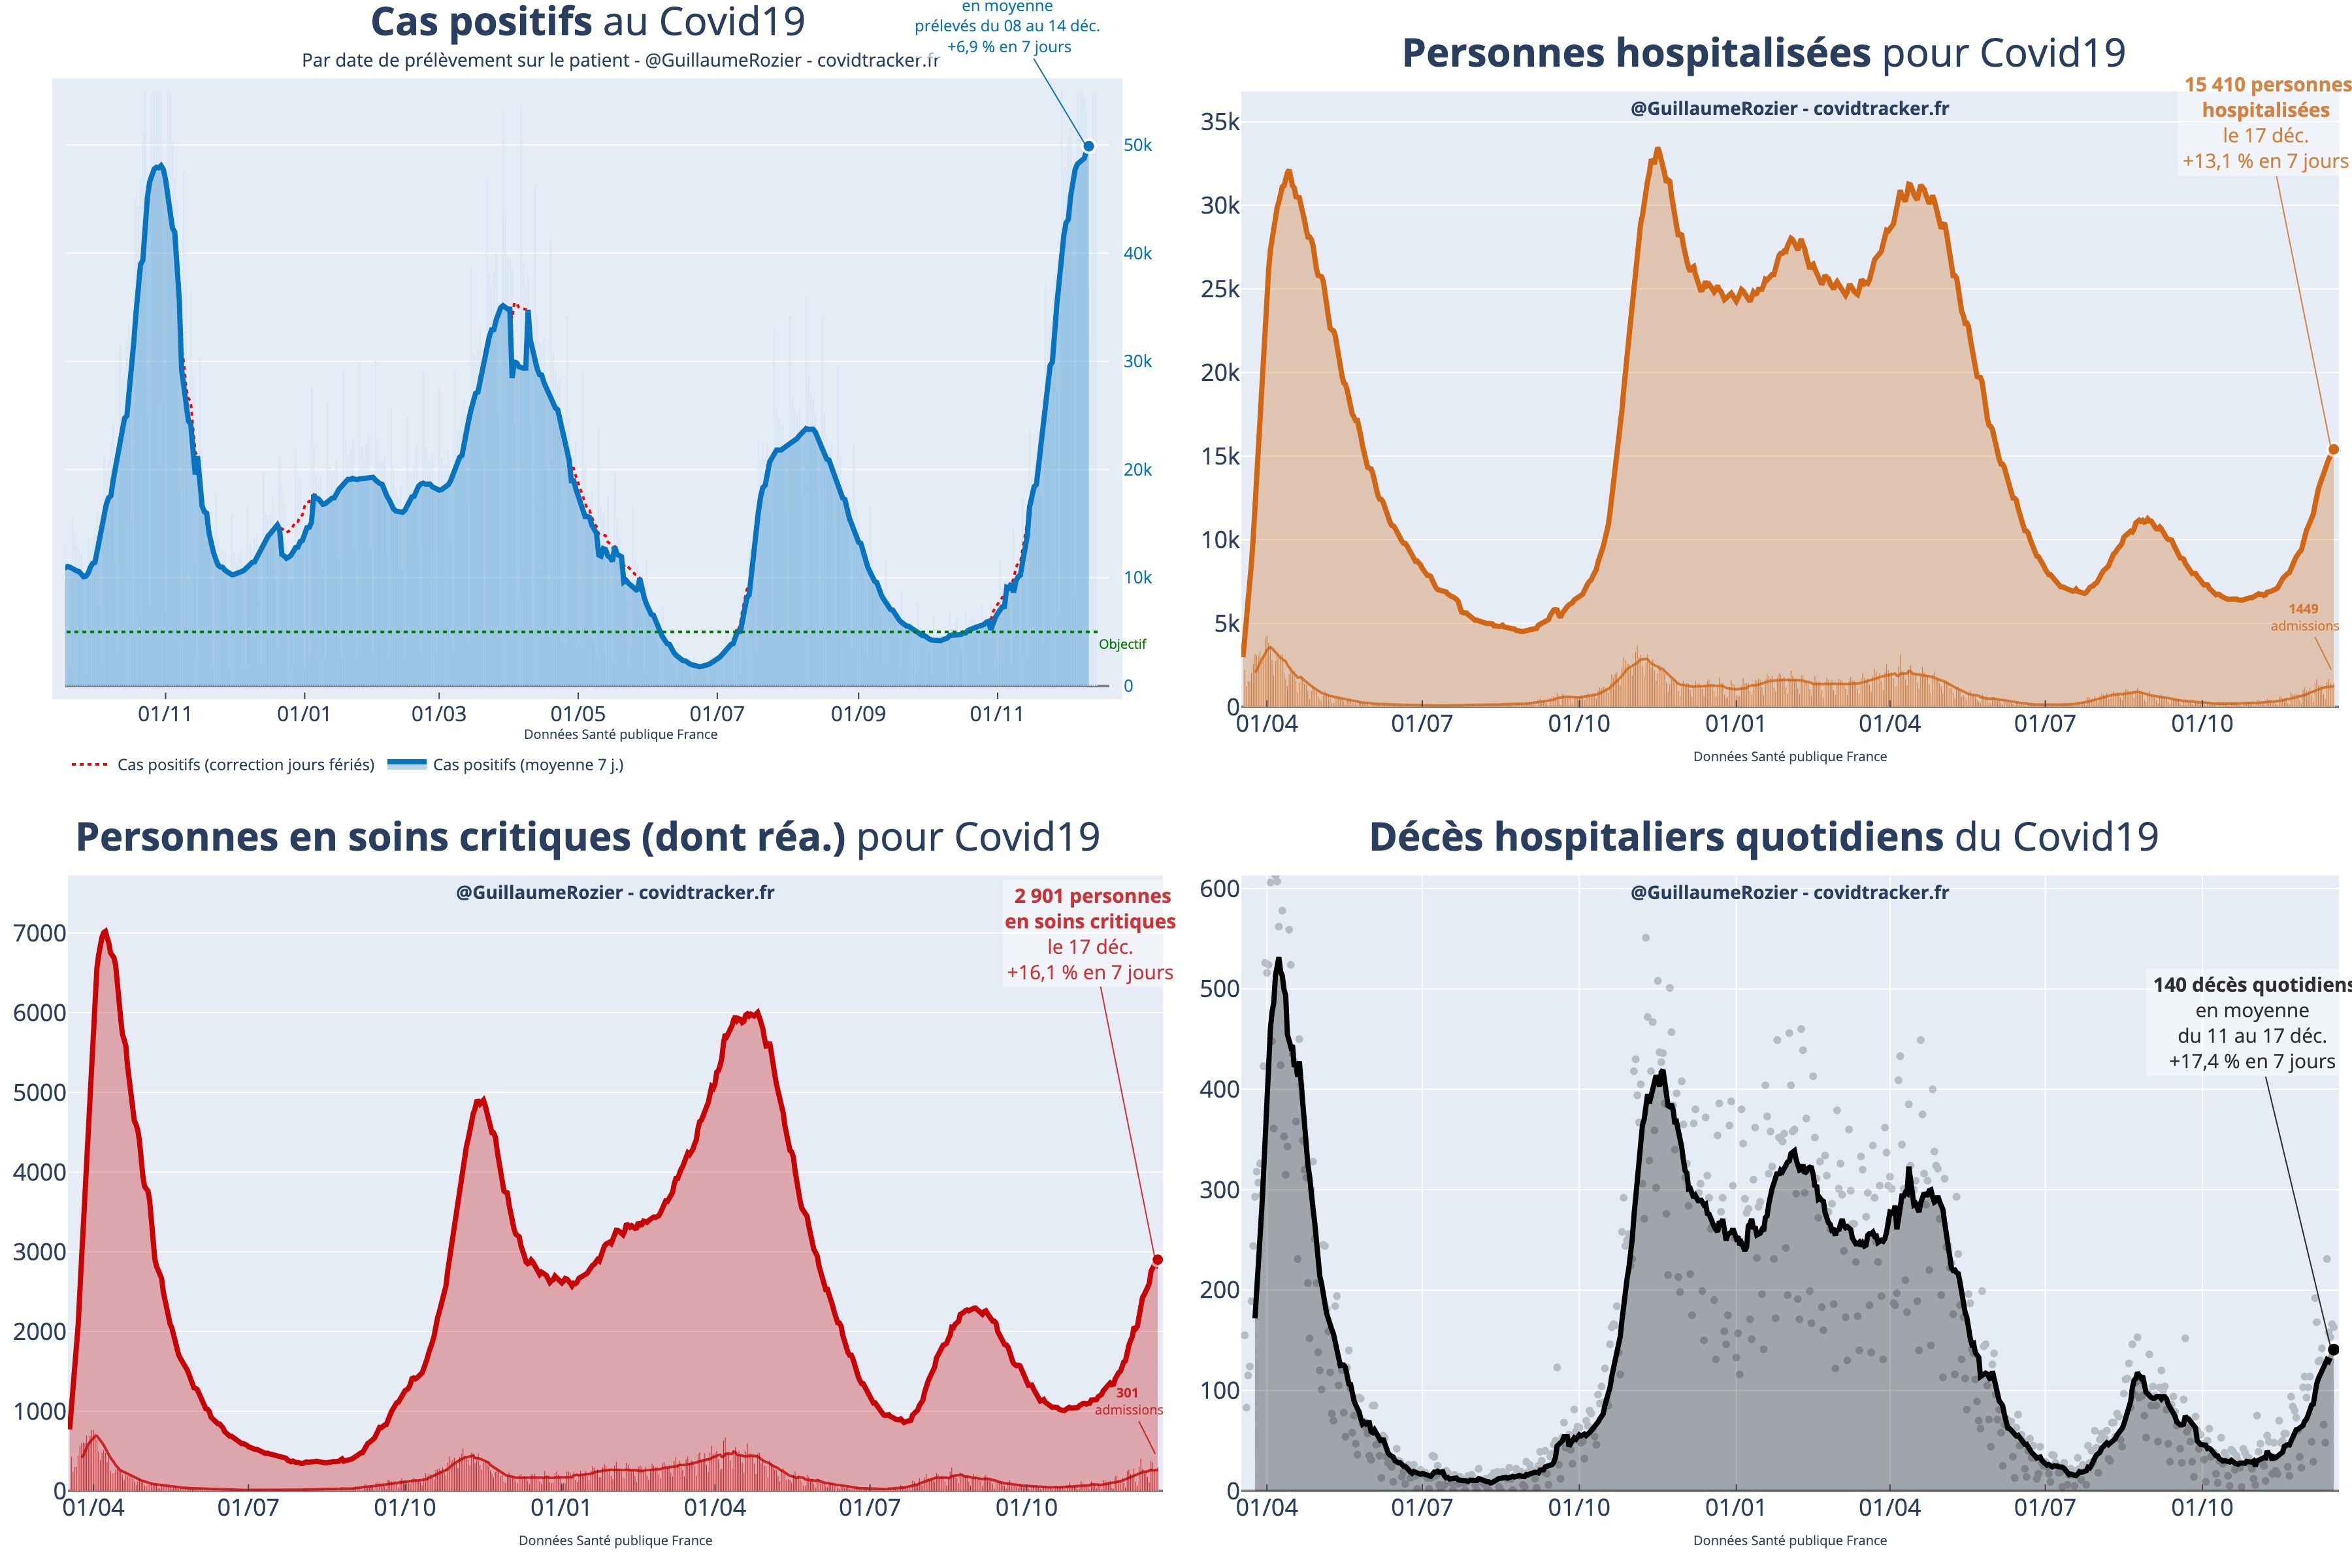 Cas positifs au Covid19
Par date de prélèvement sur le patient - @GuillaumeRozier - covidtracker.fr
en moyenne
prélevés du 08 au 14 déc.
+6,9 % en 7 jours
50k
40k
30k
20k
10k
0
Objectif
01/11
01/01
01/03
01/05
01/07
01/09
01/11
Données Santé publique France
Cas positifs (correction jours fériés)
Cas positifs (moyenne 7 j.)
Personnes hospitalisées pour Covid19
@GuillaumeRozier - covidtracker.fr
15 410 personnes
hospitalisées
le 17 déc.
+13,1 % en 7 jours
35k
30k
25k
20k
15k
10k
5k
0
1449
admissions
01/04
01/07
01/10
01/01
01/04
01/07
01/10
Données Santé publique France
Personnes en soins critiques (dont réa.) pour Covid19
@GuillaumeRozier - covidtracker.fr
2 901 personnes
en soins critiques
le 17 déc.
+16,1 % en 7 jours
7000
6000
5000
4000
3000
2000
1000
0
301
admissions
01/04
01/07
01/10
01/01
01/04
01/07
01/10
Données Santé publique France
Décès hospitaliers quotidiens du Covid19
@GuillaumeRozier - covidtracker.fr
140 décès quotidiens
en moyenne
du 11 au 17 déc.
+17,4 % en 7 jours
600
500
400
300
200
100
0
01/04
01/07
01/10
01/01
01/04
01/07
01/10
Données Santé publique France